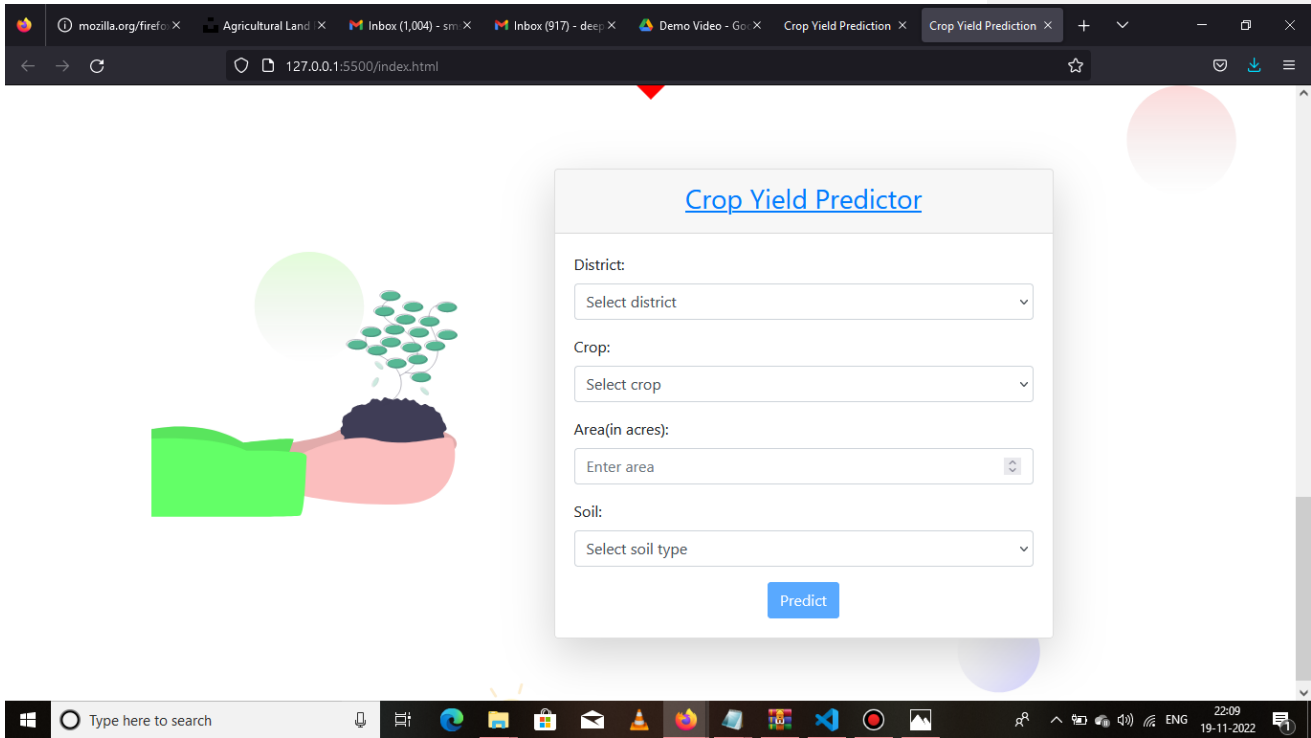 mozilla.org/firefo
Agricultural Land
Inbox (1,004) - sm
Inbox (917) - deep
Demo Video - Goo
Crop Yield Prediction
Crop Yield Prediction
127.0.0.1:5500/index.html
Crop Yield Predictor
District:
Select district
Crop:
Select crop
Area(in acres):
Enter area
Soil:
Select soil type
Predict
Type here to search
ENG
22:09
19-11-2022
1